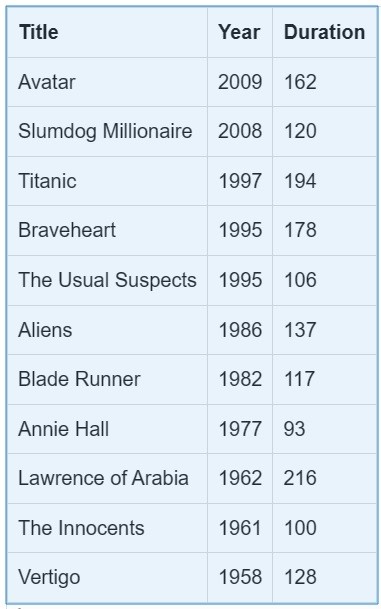 Title Year Duration
Avatar 2009 162
Slumdog Millionaire 2008 120
Titanic 1997 194
Braveheart 1995 178
The Usual Suspects 1995 106
Aliens 1986 137
Blade Runner 1982 117
Annie Hall 1977 93
Lawrence of Arabia 1962 216
The Innocents 1961 100
Vertigo 1958 128